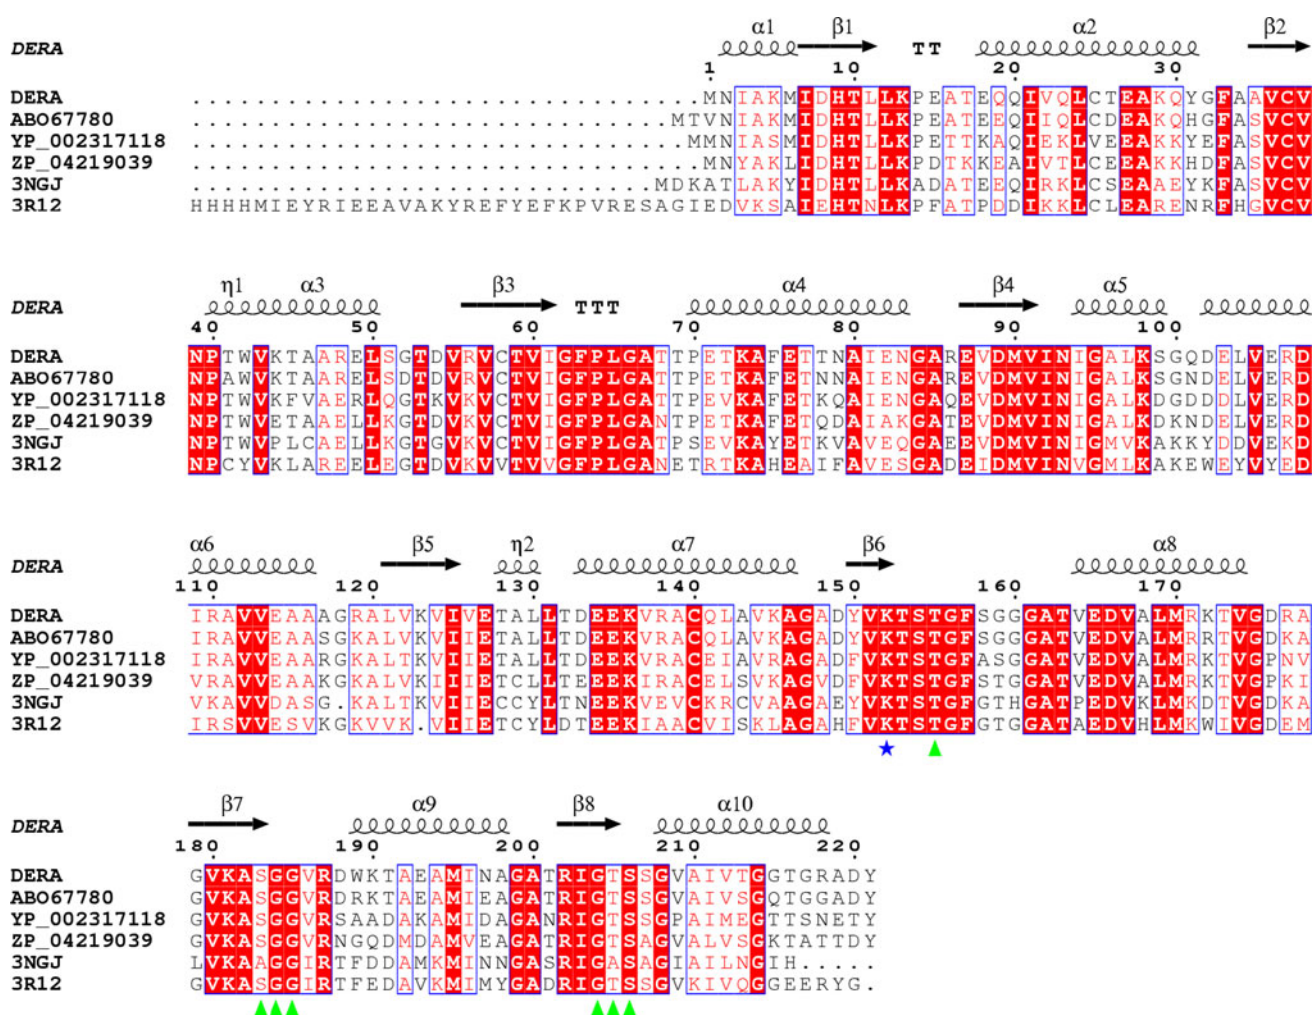 α1 β1 α2 β2
DERA TT
1 10 20 30
DERA ................................MNIAKMIDHTLLKPEATEQQIVQLCTEAKQYGFAAVCV
ABO67780 ..............................MTVNIAKMIDHTLLKPEATEEQIIQLCDEAKQHGFASVCV
YP_002317118 ...............................MMNIASMIDHTLLKPETTKAQIEKLVEEAKKYEFASVCV
ZP_04219039 ................................MNYAKLIDHTLLKPDTKKEAIVTLCEEAKKHDFASVCV
3NGJ .............................MDKATLAKYIDHTLLKADATEEQIRKLCSEAAEYKFASVCV
3R12 HHHHMIEYRIEEAVAKYREFYEFKPVRESAGIEDVKSAIEHTNLKPFATPDDIKKLCLEARENRFHGVCV
η1 α3 β3 α4 β4 α5
DERA TTT
40 50 60 70 80 90 100
DERA NPTWVKTAARELSGTDVRVCTVIGFPLGATTPETKAFETTNAIENGAREVDMVINIGALKSGQDELVERD
ABO67780 NPAWVKTAARELSDTDVRVCTVIGFPLGATTPETKAFETNNAIENGAREVDMVINIGALKSGNDELVERD
YP_002317118 NPTWVKFVAERLQGTKVKVCTVIGFPLGATTPEVKAFETKQAIENGAQEVDMVINIGALKDGDDDLVERD
ZP_04219039 NPTWVETAAELLKGTDVKVCTVIGFPLGANTPETKAFETKDAIAKGATEVDMVINIGALKDKNDELVERD
3NGJ NPTWVPLCAELLKGTGVKVCTVIGFPLGATPSEVKAYETKVAVEQGAEEVDMVINIGMVKAKKYDDVEKD
3R12 NPCYVKLAREELEGTDVKVVTVVGFPLGANETRTKAHEAIFAVESGADEIDMVINVGMLKAKEWEYVYED
α6 β5 η2 α7 β6 α8
DERA
110 120 130 140 150 160 170
DERA IRAVVEAAAGRALVKVIVETALLTDEEKVRACQLAVKAGADYVKTSTGFSGGGATVEDVALMRKTVGDRA
ABO67780 IRAVVEAASGKALVKVIIETALLTDEEKVRACQLAVKAGADYVKTSTGFSGGGATVEDVALMRRTVGDKA
YP_002317118 IRAVVEAARGKALTKVIIETALLTDEEKVRACEIAVRAGADFVKTSTGFASGGATVEDVALMRKTVGPNV
ZP_04219039 IRAVVEAAKGKALVKIIIETCLLTEEEKIRACELSVKAGVDFVKTSTGFSTGGATVEDVALMRKTVGPKI
3NGJ VKAVVDASG.KALTKVIIECCYLTNEEKVEVCKRCVAAGAEYVKTSTGFGTHGATPEDVKLMKDTVGDKA
3R12 IRSVVESVKGKVVK.VIIETCYLDTEEKIAACVISKLAGAHFVKTSTGFGTGGATAEDVHLMKWIVGDEM
β7 α9 β8 α10
DERA
180 190 200 210 220
DERA GVKASGGVRDWKTAEAMINAGATRIGTSSGVAIVTGGTGRADY
ABO67780 GVKASGGVRDRKTAEAMIEAGATRIGTSSGVAIVSGQTGGADY
YP_002317118 GVKASGGVRSAADAKAMIDAGANRIGTSSGPAIMEGTTSNETY
ZP_04219039 GVKASGGVRNGQDMDAMVEAGATRIGTSAGVALVSGKTATTDY
3NGJ LVKAAGGIRTFDDAMKMINNGASRIGASAGIAILNGIH.....
3R12 GVKASGGIRTFEDAVKMIMYGADRIGTSSGVKIVQGGEERYG.